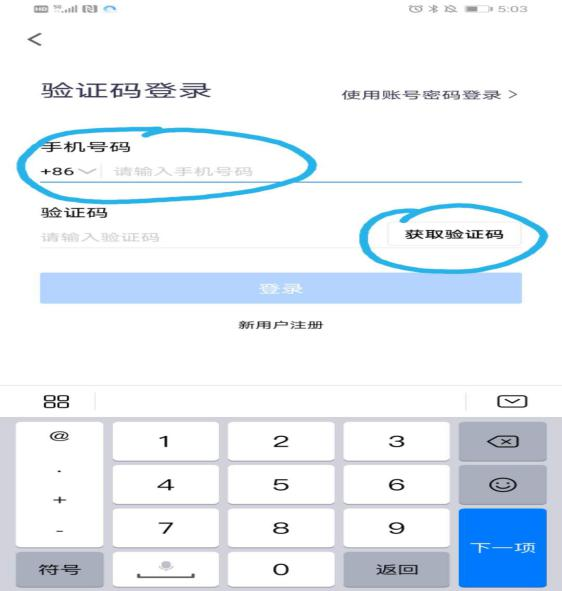 HD 5G 5:03
<
验证码登录
使用账号密码登录 >
手机号码
+86 请输入手机号码
验证码
请输入验证码 获取验证码
登录
新用户注册
@ 1 2 3
. 4 5 6
+
- 7 8 9
下一项
符号 0 返回